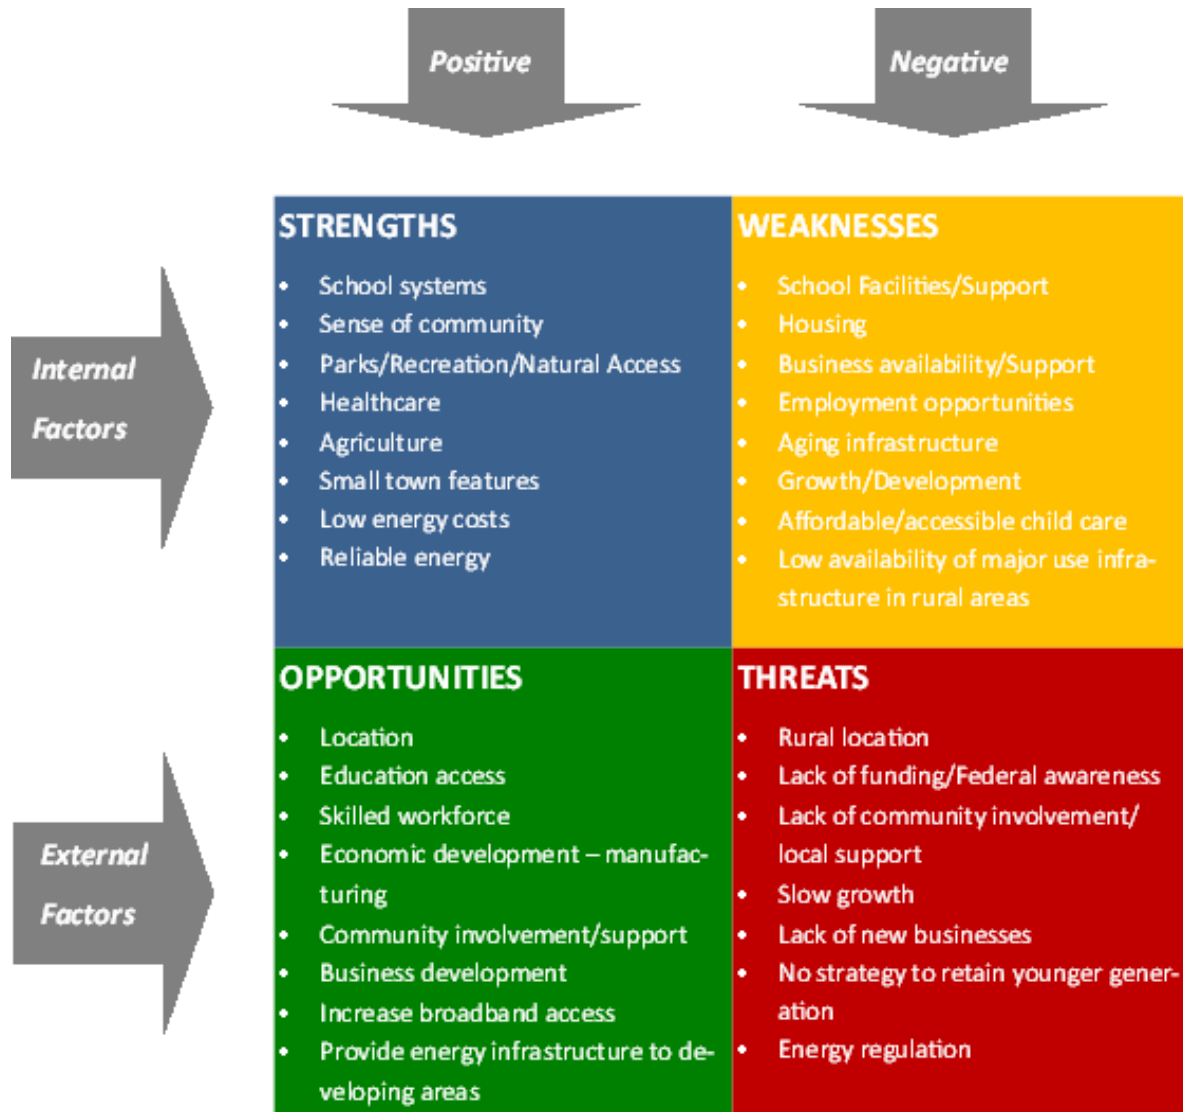 Positive
Negative
Internal
Factors
STRENGTHS
• School systems
• Sense of community
• Parks/Recreation/Natural Access
• Healthcare
• Agriculture
• Small town features
• Low energy costs
• Reliable energy
WEAKNESSES
• School Facilities/Support
• Housing
• Business availability/Support
• Employment opportunities
• Aging infrastructure
• Growth/Development
• Affordable/accessible child care
• Low availability of major use infra-
structure in rural areas
External
Factors
OPPORTUNITIES
• Location
• Education access
• Skilled workforce
• Economic development – manufac-
turing
• Community involvement/support
• Business development
• Increase broadband access
• Provide energy infrastructure to de-
veloping areas
THREATS
• Rural location
• Lack of funding/Federal awareness
• Lack of community involvement/
local support
• Slow growth
• Lack of new businesses
• No strategy to retain younger gener-
ation
• Energy regulation